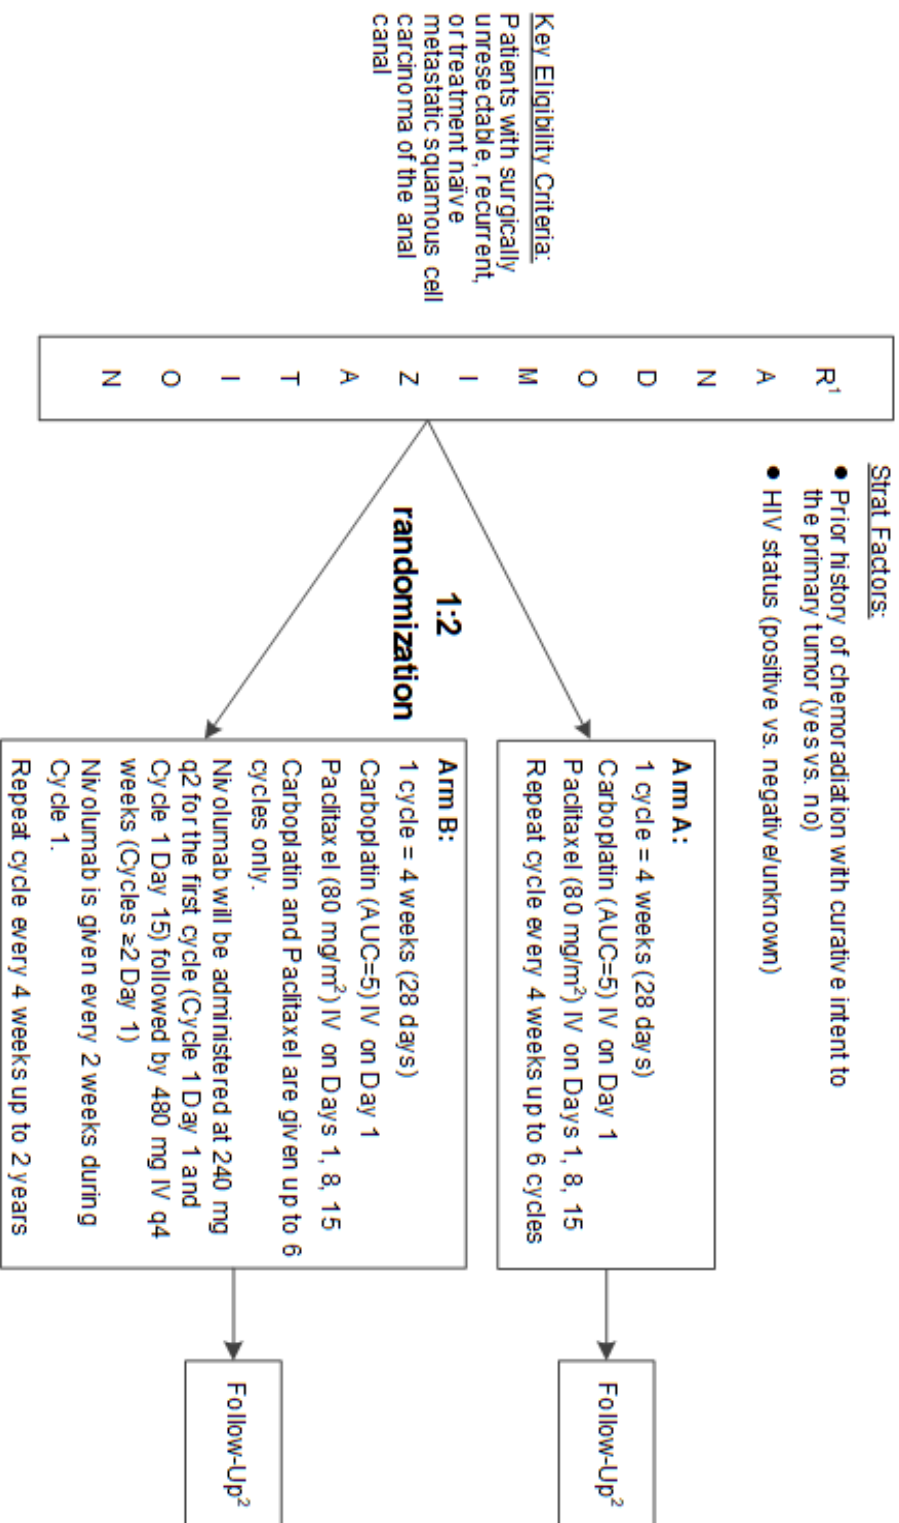 Key Eligibility Criteria:
Patients with surgically
unresectable, recurrent,
or treatment naïve
metastatic squamous cell
carcinoma of the anal
canal
R¹
A
N
D
O
M
I
Z
A
T
I
O
N
Strat Factors:
● Prior history of chemoradiation with curative intent to
the primary tumor (yes vs. no)
● HIV status (positive vs. negative/unknown)
1:2
randomization
Arm A:
1 cycle = 4 weeks (28 days)
Carboplatin (AUC=5) IV on Day 1
Paclitaxel (80 mg/m²) IV on Days 1, 8, 15
Repeat cycle every 4 weeks up to 6 cycles
Follow-Up²
Arm B:
1 cycle = 4 weeks (28 days)
Carboplatin (AUC=5) IV on Day 1
Paclitaxel (80 mg/m²) IV on Days 1, 8, 15
Carboplatin and Paclitaxel are given up to 6
cycles only.
Nivolumab will be administered at 240 mg
q2 for the first cycle (Cycle 1 Day 1 and
Cycle 1 Day 15) followed by 480 mg IV q4
weeks (Cycles ≥2 Day 1)
Nivolumab is given every 2 weeks during
Cycle 1.
Repeat cycle every 4 weeks up to 2 years
Follow-Up²